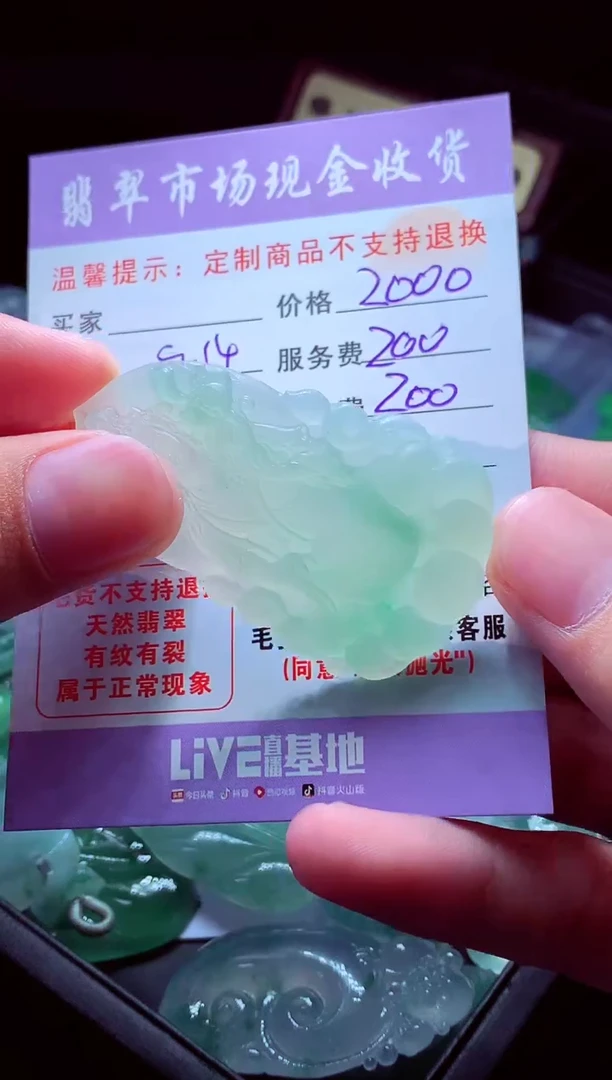 翡翠市场现金收货
温馨提示：定制商品不支持退换
买家 价格 2000
9.14 服务费 200
费 200
货不支持退
天然翡翠
有纹有裂
属于正常现象
毛 客服
(同意 抛光")
LiVE直播基地
今日头条 抖音 西瓜视频 抖音火山版